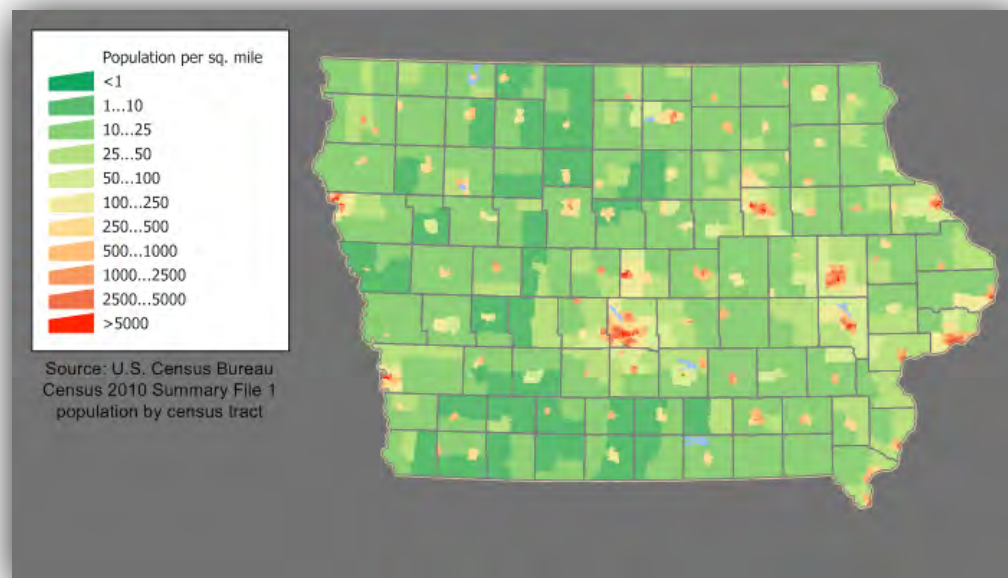 Population per sq. mile
<1
1...10
10...25
25...50
50...100
100...250
250...500
500...1000
1000...2500
2500...5000
>5000
Source: U.S. Census Bureau
Census 2010 Summary File 1
population by census tract